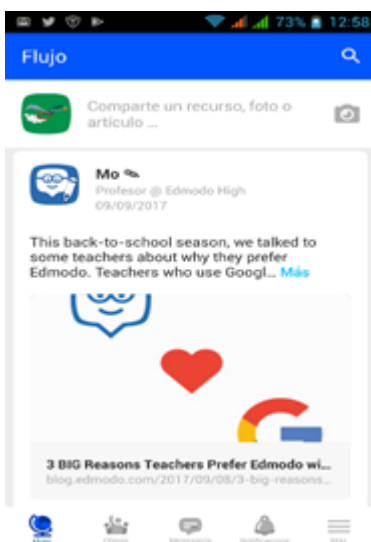 73% 12:58
Flujo
Comparte un recurso, foto o
artículo ...
Mo
Profesor @ Edmodo High
09/09/2017
This back-to-school season, we talked to
some teachers about why they prefer
Edmodo. Teachers who use Googl... Más
3 BIG Reasons Teachers Prefer Edmodo wi...
blog.edmodo.com/2017/09/08/3-big-reasons...
Más